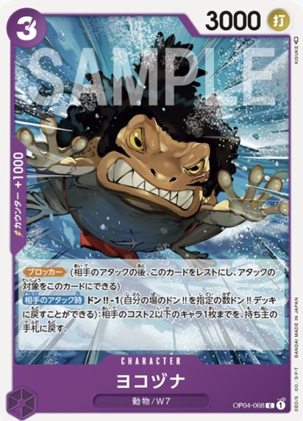 3
3000
打
SAMPLE
カウンター +1000
ブロッカー (相手のアタックの後、このカードをレストにし、アタックの
対象をこのカードにできる)
相手のアタック時 ドン!!-1(自分の場のドン!!を指定の数ドン!!デッキ
に戻すことができる):相手のコスト2以下のキャラ1枚までを、持ち主の
手札に戻す
CHARACTER
ヨコヅナ
動物/W7
OP04-068 C 1
BANDAI MADE IN JAPAN